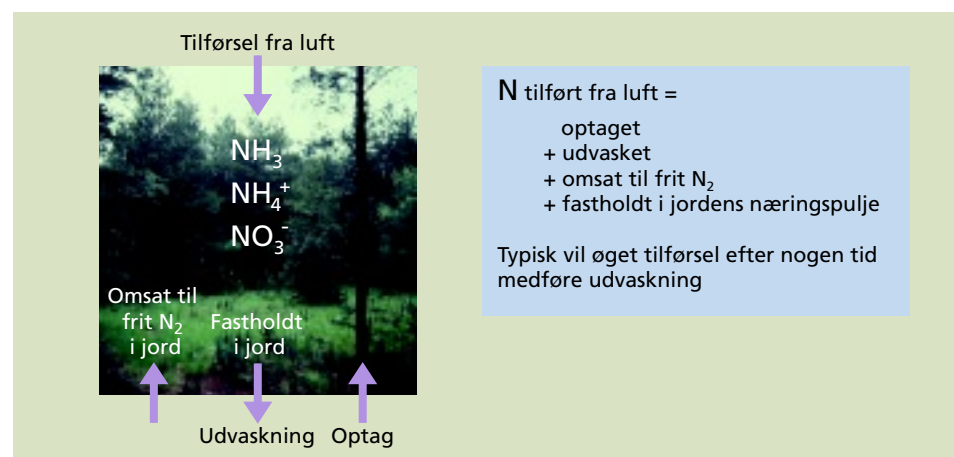 Tilførsel fra luft
NH₃
NH₄⁺
NO₃⁻
Omsat til
frit N₂
i jord
Fastholdt
i jord
Udvaskning
Optag
N tilført fra luft =
optaget
+ udvasket
+ omsat til frit N₂
+ fastholdt i jordens næringspulje
Typisk vil øget tilførsel efter nogen tid
medføre udvaskning